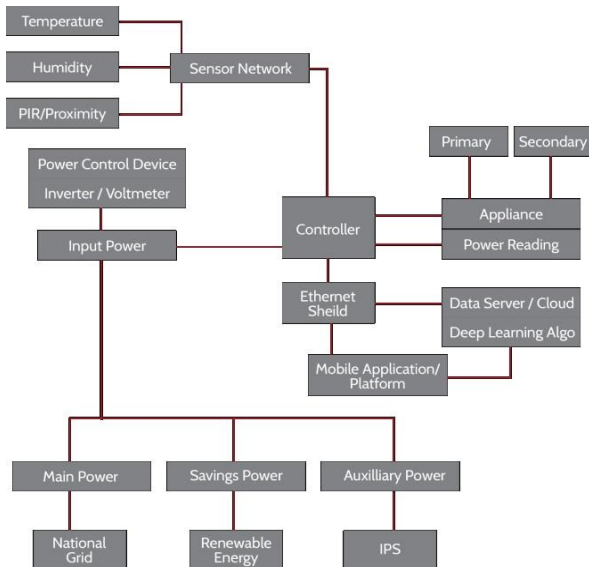 Temperature
Humidity
PIR/Proximity
Sensor Network
Power Control Device
Inverter / Voltmeter
Input Power
Controller
Primary
Secondary
Appliance
Power Reading
Ethernet
Sheild
Data Server / Cloud
Deep Learning Algo
Mobile Application/
Platform
Main Power
Savings Power
Auxilliary Power
National
Grid
Renewable
Energy
IPS